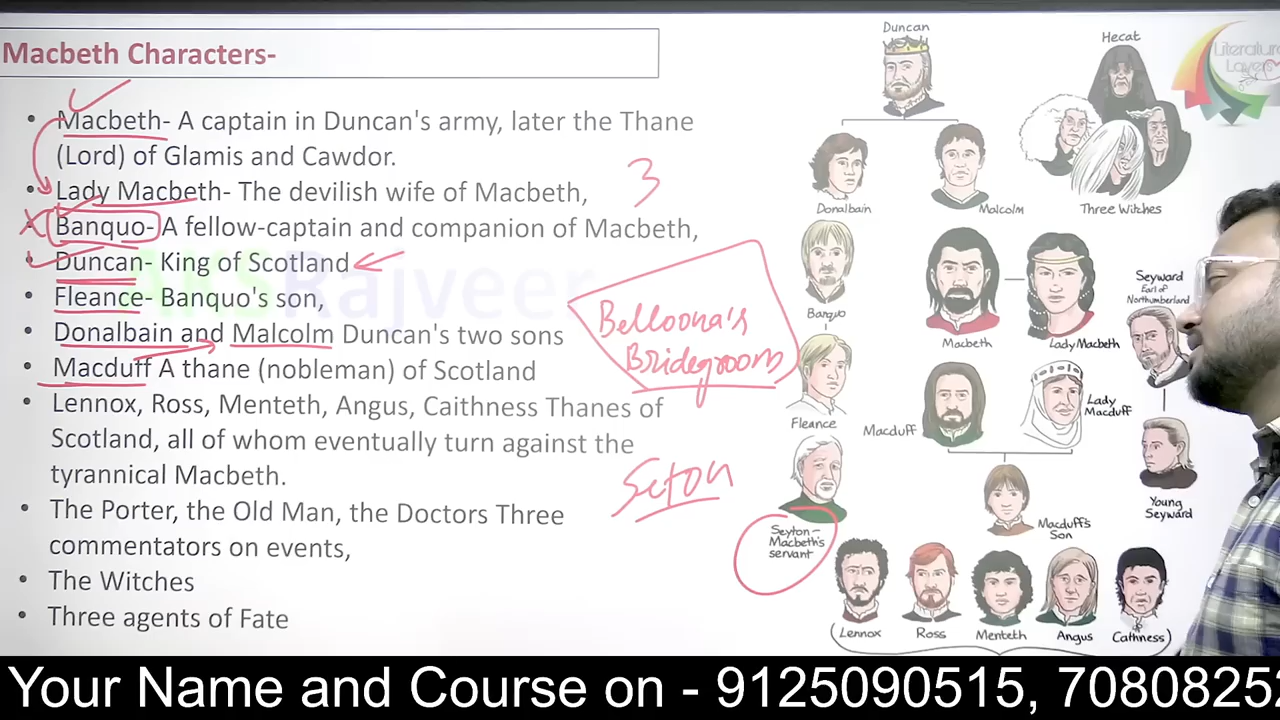 Macbeth Characters-
• Macbeth- A captain in Duncan's army, later the Thane
(Lord) of Glamis and Cawdor.
• Lady Macbeth- The devilish wife of Macbeth,
3
• Banquo- A fellow-captain and companion of Macbeth,
• Duncan- King of Scotland
• Fleance- Banquo's son,
• Donalbain and Malcolm Duncan's two sons
• Macduff A thane (nobleman) of Scotland
• Lennox, Ross, Menteth, Angus, Caithness Thanes of
Scotland, all of whom eventually turn against the
tyrannical Macbeth.
• The Porter, the Old Man, the Doctors Three
commentators on events,
• The Witches
• Three agents of Fate
Belloona's
Bridegroom
Seton
Rajveer
Duncan
Hecat
Literature
Layers
Donalbain
Malcolm
Three Witches
Banquo
Macbeth
Lady Macbeth
Seyward
Earl of
Northumberland
Fleance
Macduff
Lady
Macduff
Seyton-
Macbeth's
servant
Macduff's
Son
Young
Seyward
Lennox
Ross
Menteth
Angus
Cathness
Your Name and Course on - 9125090515, 7080825